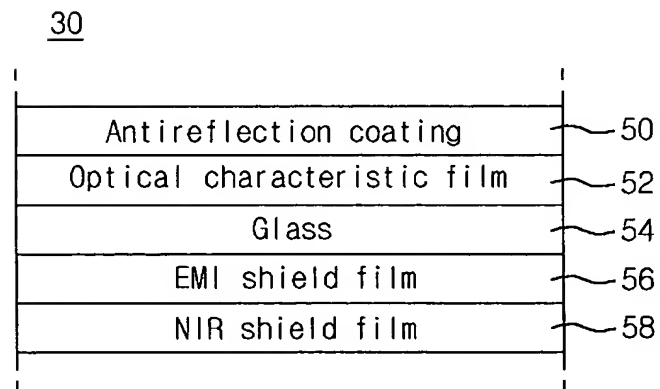 30
Antireflection coating 50
Optical characteristic film 52
Glass 54
EMI shield film 56
NIR shield film 58